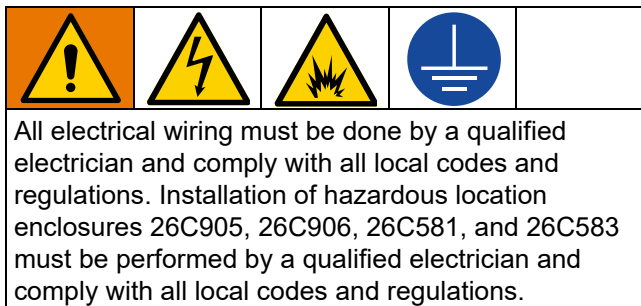 All electrical wiring must be done by a qualified
electrician and comply with all local codes and
regulations. Installation of hazardous location
enclosures 26C905, 26C906, 26C581, and 26C583
must be performed by a qualified electrician and
comply with all local codes and regulations.